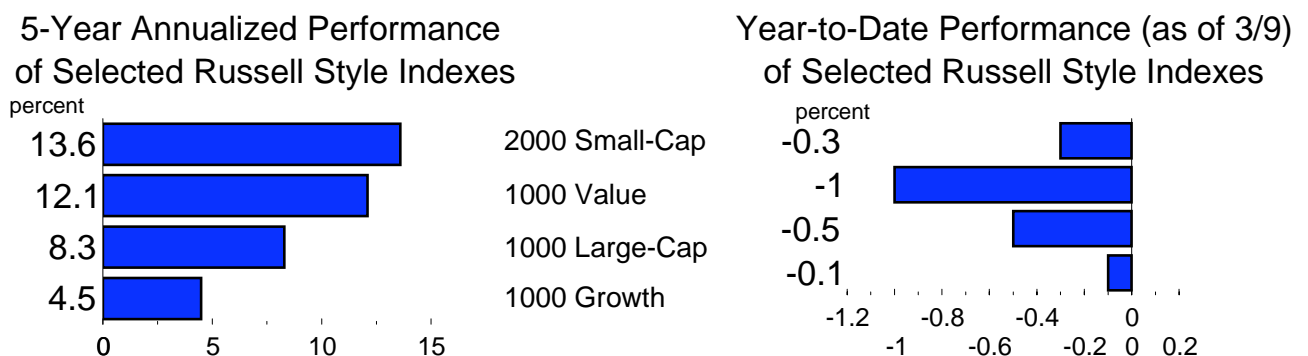 5-Year Annualized Performance
of Selected Russell Style Indexes
percent
13.6
12.1
8.3
4.5
0 5 10 15
2000 Small-Cap
1000 Value
1000 Large-Cap
1000 Growth
Year-to-Date Performance (as of 3/9)
of Selected Russell Style Indexes
percent
-0.3
-1
-0.5
-0.1
-1.2 -0.8 -0.4 0
-1 -0.6 -0.2 0 0.2